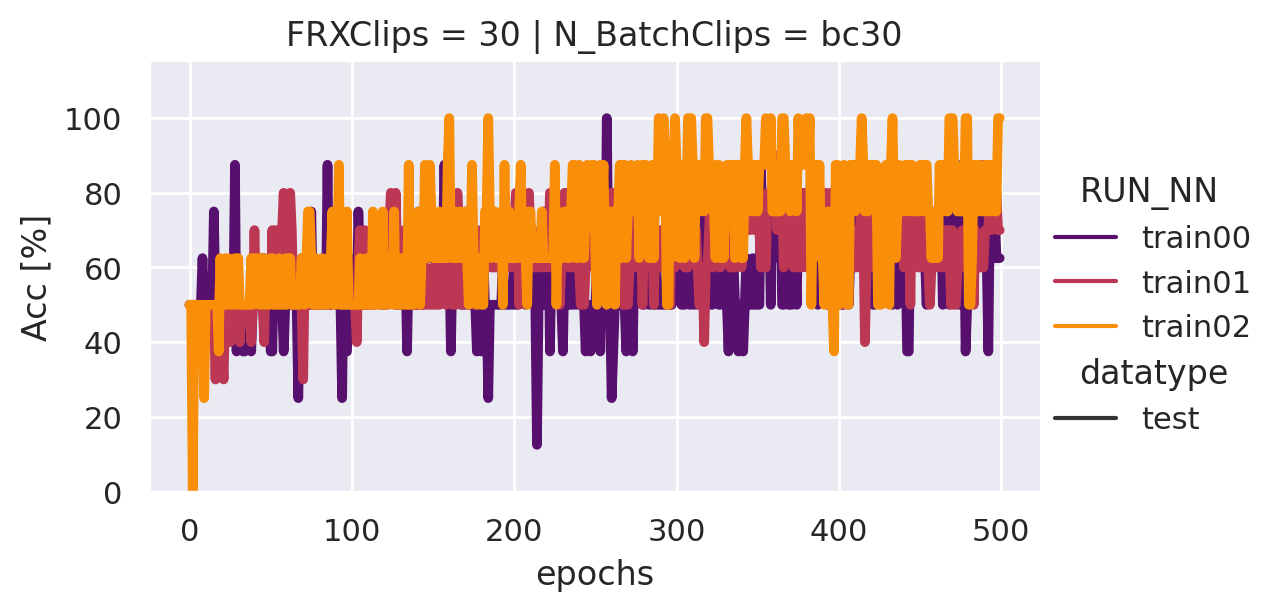 FRXClips = 30 | N_BatchClips = bc30
Acc [%]
100
80
60
40
20
0
0 100 200 300 400 500
epochs
RUN_NN
train00
train01
train02
datatype
test